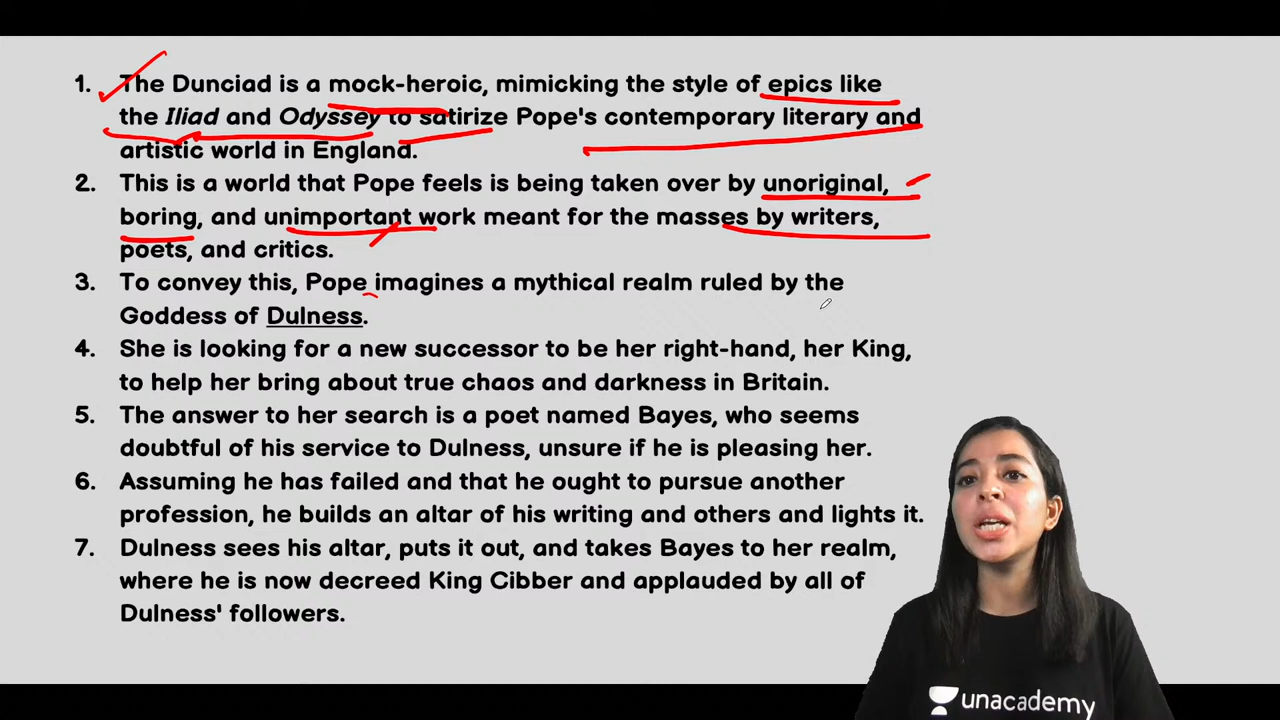 1. The Dunciad is a mock-heroic, mimicking the style of epics like
the Iliad and Odyssey to satirize Pope's contemporary literary and
artistic world in England.
2. This is a world that Pope feels is being taken over by unoriginal,
boring, and unimportant work meant for the masses by writers,
poets, and critics.
3. To convey this, Pope imagines a mythical realm ruled by the
Goddess of Dulness.
4. She is looking for a new successor to be her right-hand, her King,
to help her bring about true chaos and darkness in Britain.
5. The answer to her search is a poet named Bayes, who seems
doubtful of his service to Dulness, unsure if he is pleasing her.
6. Assuming he has failed and that he ought to pursue another
profession, he builds an altar of his writing and others and lights it.
7. Dulness sees his altar, puts it out, and takes Bayes to her realm,
where he is now decreed King Cibber and applauded by all of
Dulness' followers.
unacademy